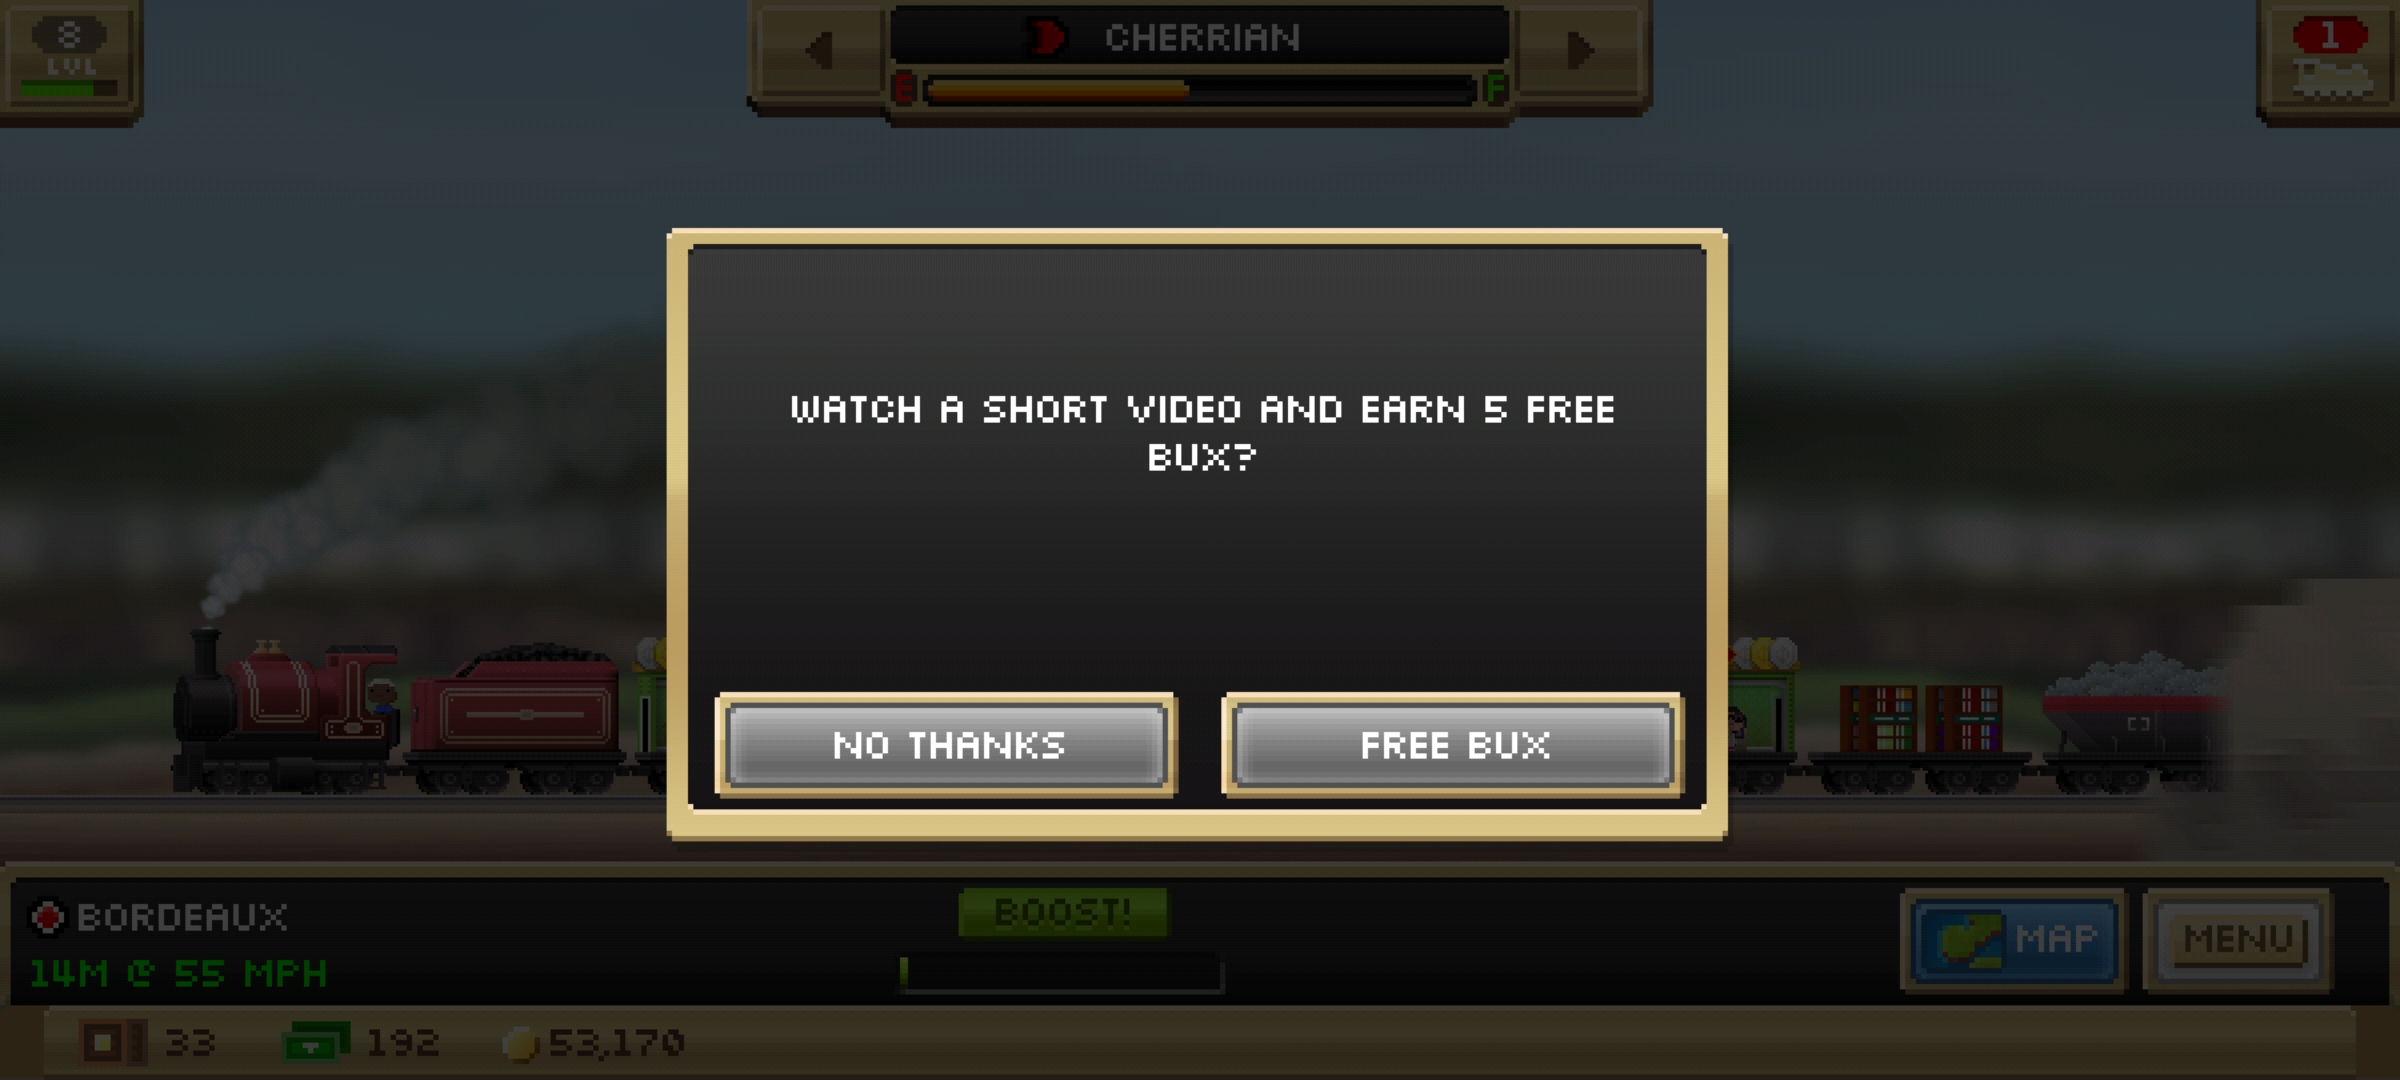 8
LVL
CHERRIAN
E
F
1
WATCH A SHORT VIDEO AND EARN 5 FREE
BUX?
NO THANKS
FREE BUX
BORDEAUX
14M @ 55 MPH
BOOST!
MAP
MENU
33
192
53,170